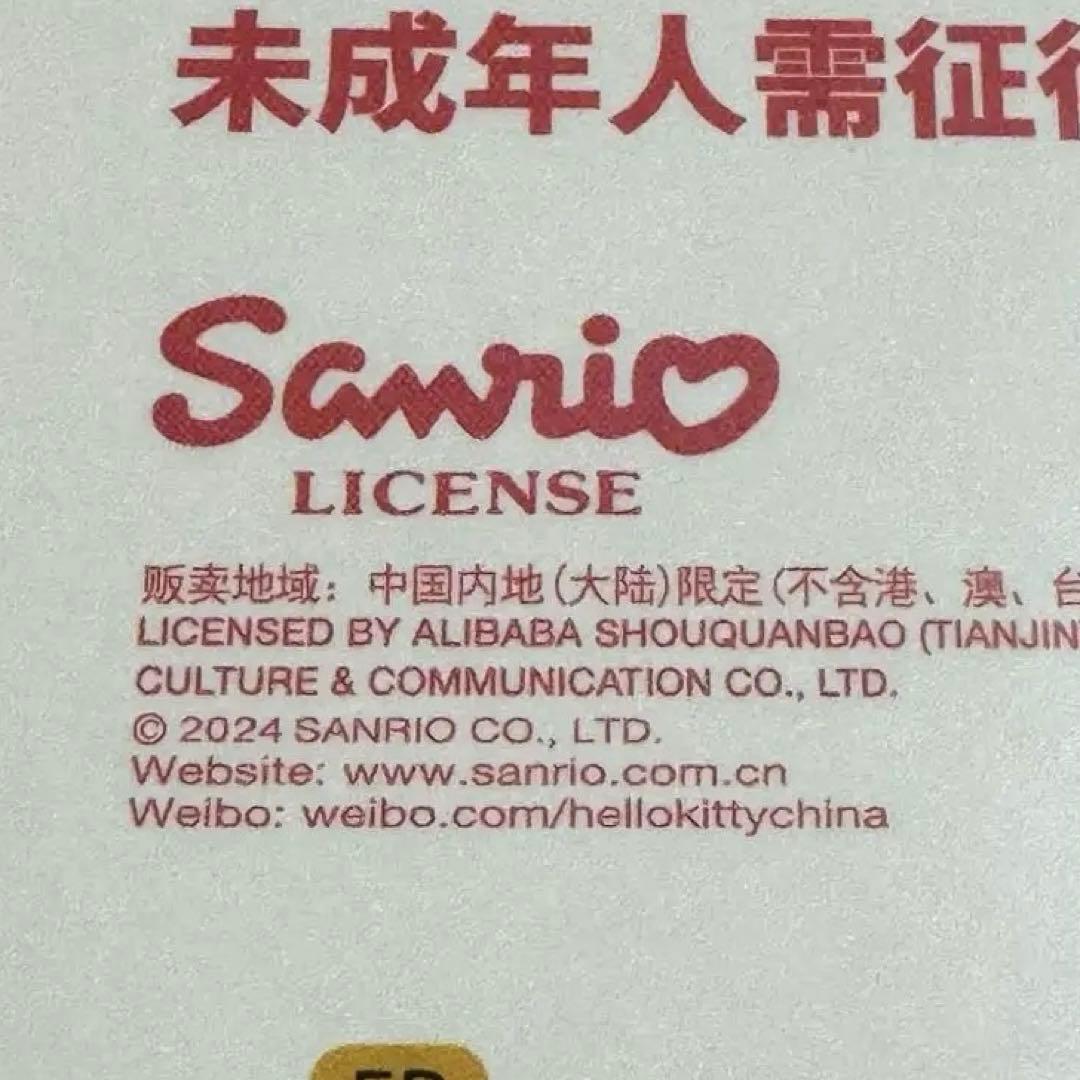 未成年人需征
Sanrio
LICENSE
贩卖地域：中国内地(大陆)限定(不含港、澳、台
LICENSED BY ALIBABA SHOUQUANBAO (TIANJIN
CULTURE & COMMUNICATION CO., LTD.
© 2024 SANRIO CO., LTD.
Website: www.sanrio.com.cn
Weibo: weibo.com/hellokittychina